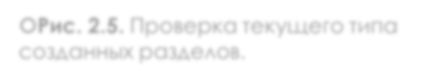 ОРис. 2.5. Проверка текущего типа
созданных разделов.